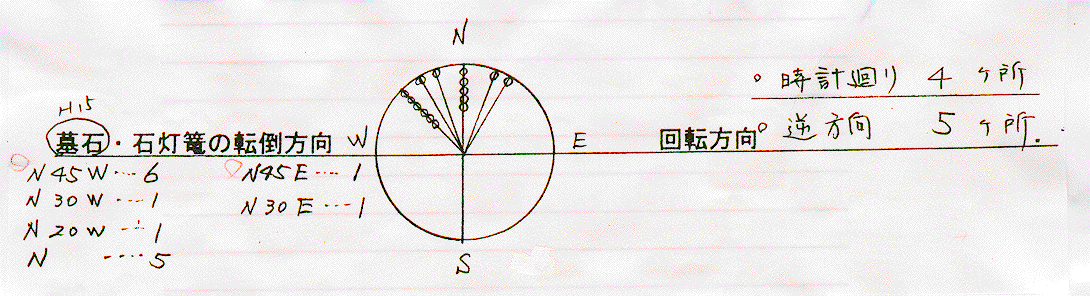 N
時計廻り 4 ヶ所
H15
墓石・石灯篭の転倒方向 W E 回転方向 逆方向 5 ヶ所.
N45W … 6 N45E … 1
N30W … 1 N30E … 1
N20W … 1
N … 5
S